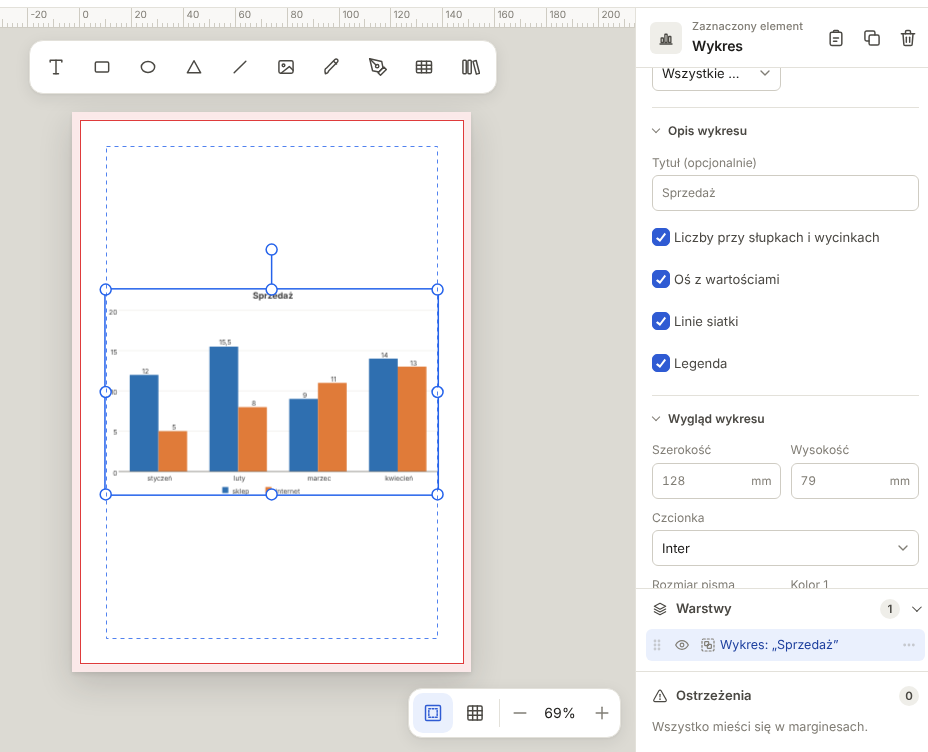 -20 0 20 40 60 80 100 120 140 160 180 200
Zaznaczony element
Wykres
Wszystkie ...
Opis wykresu
Tytuł (opcjonalnie)
Sprzedaż
Liczby przy słupkach i wycinkach
Oś z wartościami
Linie siatki
Legenda
Wygląd wykresu
Szerokość Wysokość
128 mm 79 mm
Czcionka
Inter
Rozmiar pisma Kolor 1
Warstwy 1
Wykres: „Sprzedaż”
Ostrzeżenia 0
Wszystko mieści się w marginesach.
Sprzedaż
20
15,5
15
14
13
12
11
10
9
8
5
5
0
styczeń luty marzec kwiecień
sklep internet
69%